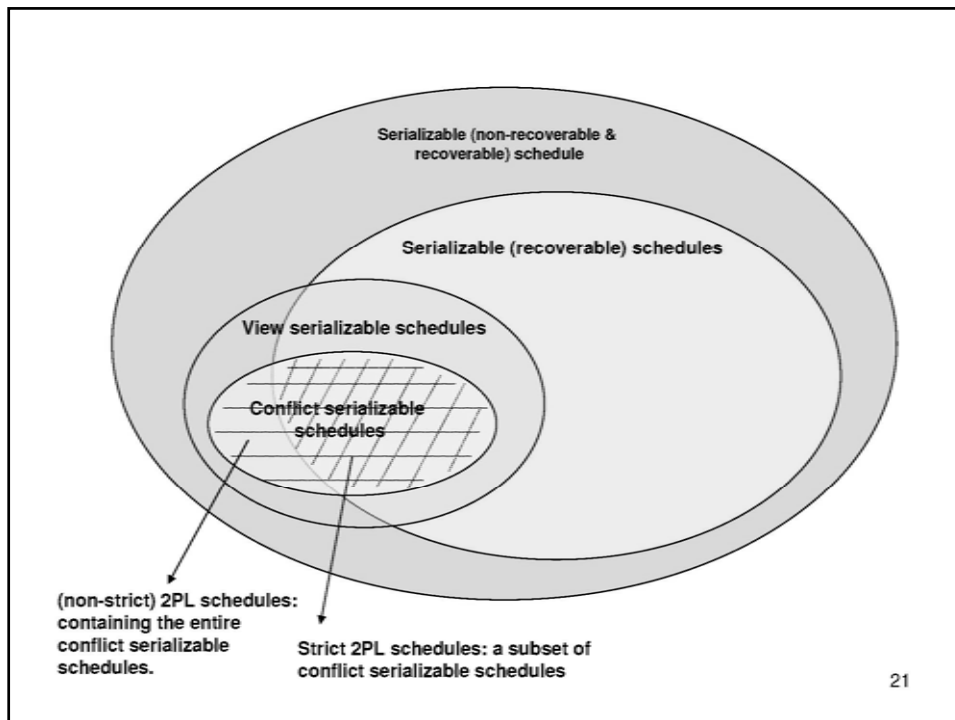 Serializable (non-recoverable &
recoverable) schedule
Serializable (recoverable) schedules
View serializable schedules
Conflict serializable
schedules
(non-strict) 2PL schedules:
containing the entire
conflict serializable
schedules.
Strict 2PL schedules: a subset of
conflict serializable schedules
21